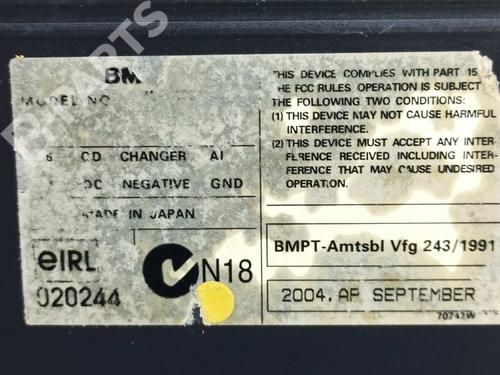 BM
MODEL NO.
CD CHANGER AI
DC NEGATIVE GND
MADE IN JAPAN
eIRL
020244
N18
THIS DEVICE COMPLIES WITH PART 15
THE FCC RULES. OPERATION IS SUBJECT
THE FOLLOWING TWO CONDITIONS:
(1) THIS DEVICE MAY NOT CAUSE HARMFUL
INTERFERENCE.
(2) THIS DEVICE MUST ACCEPT ANY INTER-
FERENCE RECEIVED INCLUDING INTER-
FERENCE THAT MAY CAUSE UNDESIRED
OPERATION.
BMPT-Amtsbl Vfg 243/1991
2004. AP SEPTEMBER
70742W